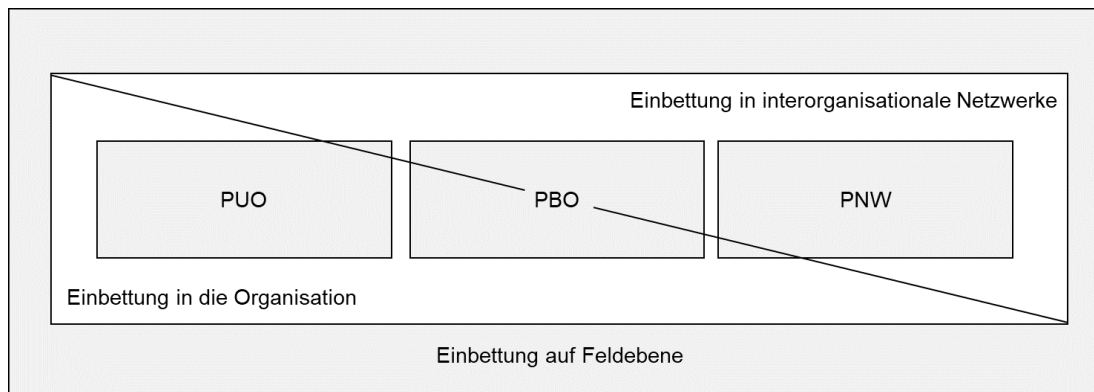 Einbettung in interorganisationale Netzwerke
PUO
PBO
PNW
Einbettung in die Organisation
Einbettung auf Feldebene